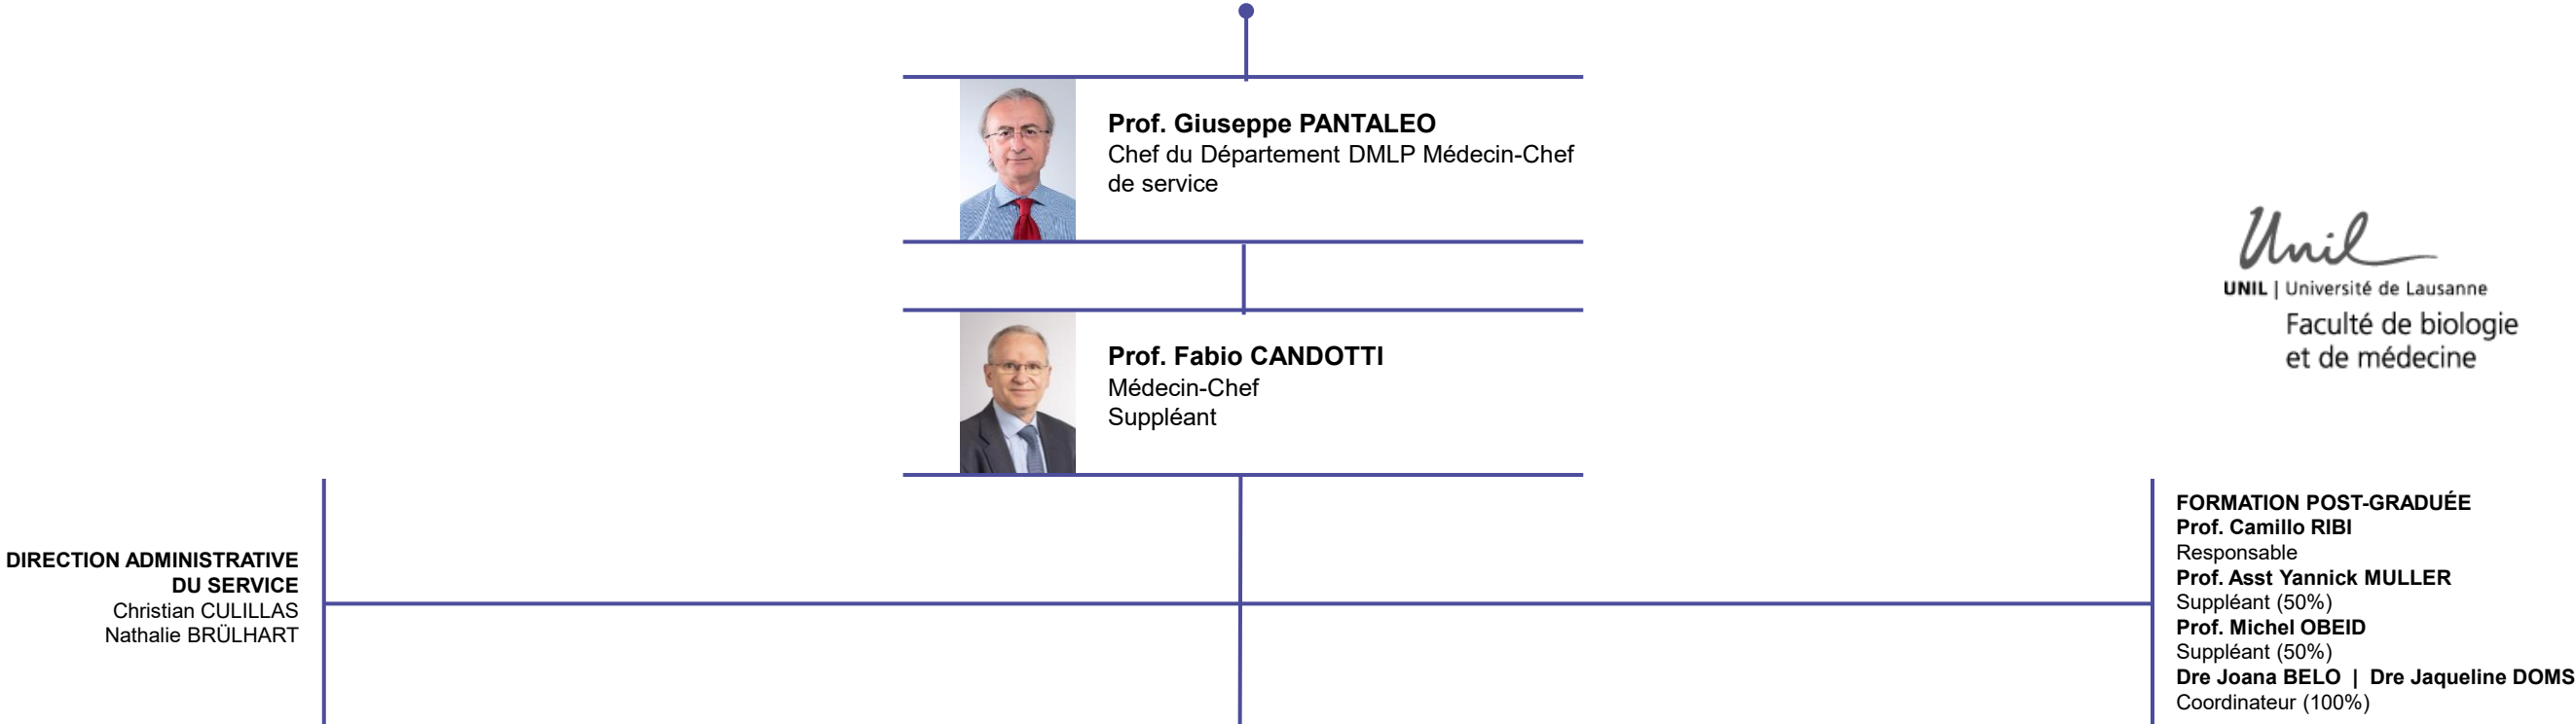 Prof. Giuseppe PANTALEO
Chef du Département DMLP Médecin-Chef
de service
Unil
UNIL | Université de Lausanne
Faculté de biologie
et de médecine
Prof. Fabio CANDOTTI
Médecin-Chef
Suppléant
DIRECTION ADMINISTRATIVE
DU SERVICE
Christian CULILLAS
Nathalie BRÜLHART
FORMATION POST-GRADUÉE
Prof. Camillo RIBI
Responsable
Prof. Asst Yannick MULLER
Suppléant (50%)
Prof. Michel OBEID
Suppléant (50%)
Dre Joana BELO | Dre Jaqueline DOMS
Coordinateur (100%)